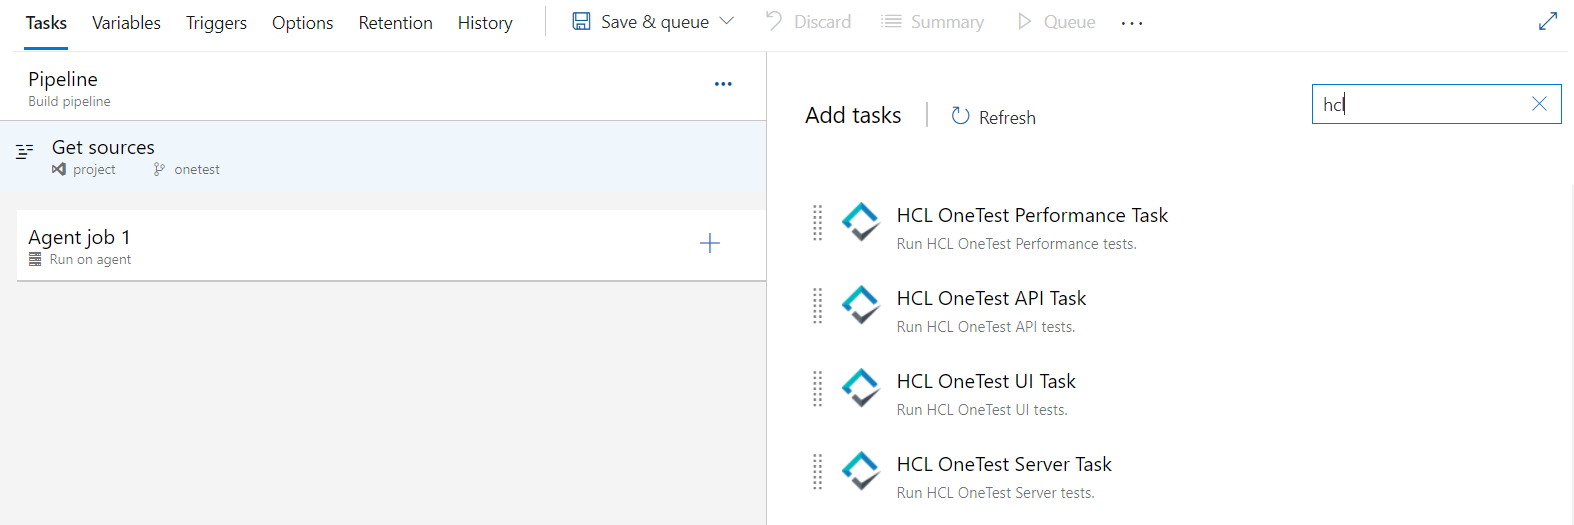 Tasks Variables Triggers Options Retention History Save & queue Discard Summary Queue ...
Pipeline
Build pipeline
Get sources
project onetest
Agent job 1
Run on agent
Add tasks Refresh hcl
HCL OneTest Performance Task
Run HCL OneTest Performance tests.
HCL OneTest API Task
Run HCL OneTest API tests.
HCL OneTest UI Task
Run HCL OneTest UI tests.
HCL OneTest Server Task
Run HCL OneTest Server tests.